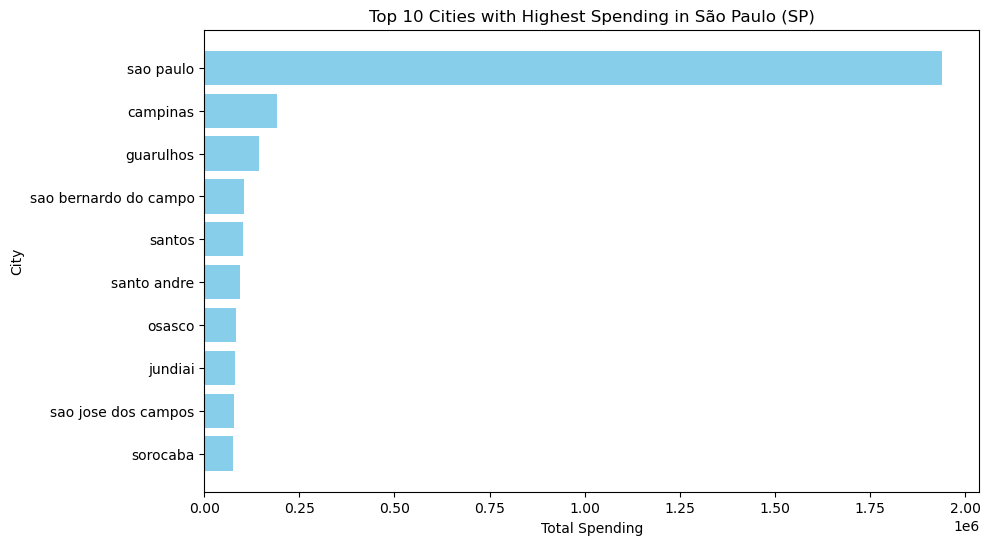 Top 10 Cities with Highest Spending in São Paulo (SP)
City
sao paulo
campinas
guarulhos
sao bernardo do campo
santos
santo andre
osasco
jundiai
sao jose dos campos
sorocaba
0.00 0.25 0.50 0.75 1.00 1.25 1.50 1.75 2.00
1e6
Total Spending